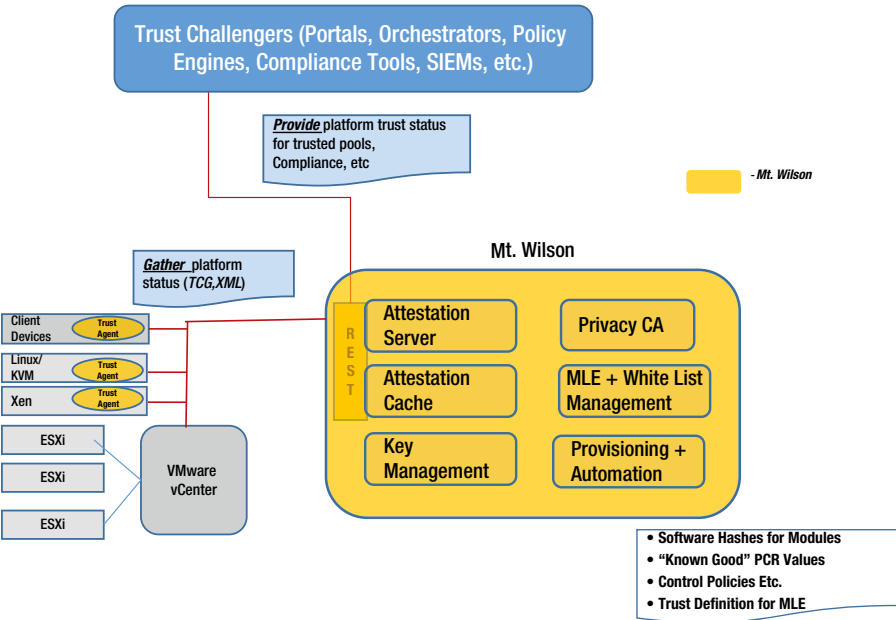 Trust Challengers (Portals, Orchestrators, Policy
Engines, Compliance Tools, SIEMs, etc.)
Provide platform trust status
for trusted pools,
Compliance, etc
- Mt. Wilson
Mt. Wilson
Gather platform
status (TCG,XML)
Client
Devices
Trust
Agent
Linux/
KVM
Trust
Agent
Xen
Trust
Agent
ESXi
ESXi
ESXi
VMware
vCenter
R
E
S
T
Attestation
Server
Privacy CA
Attestation
Cache
MLE + White List
Management
Key
Management
Provisioning +
Automation
• Software Hashes for Modules
• “Known Good” PCR Values
• Control Policies Etc.
• Trust Definition for MLE